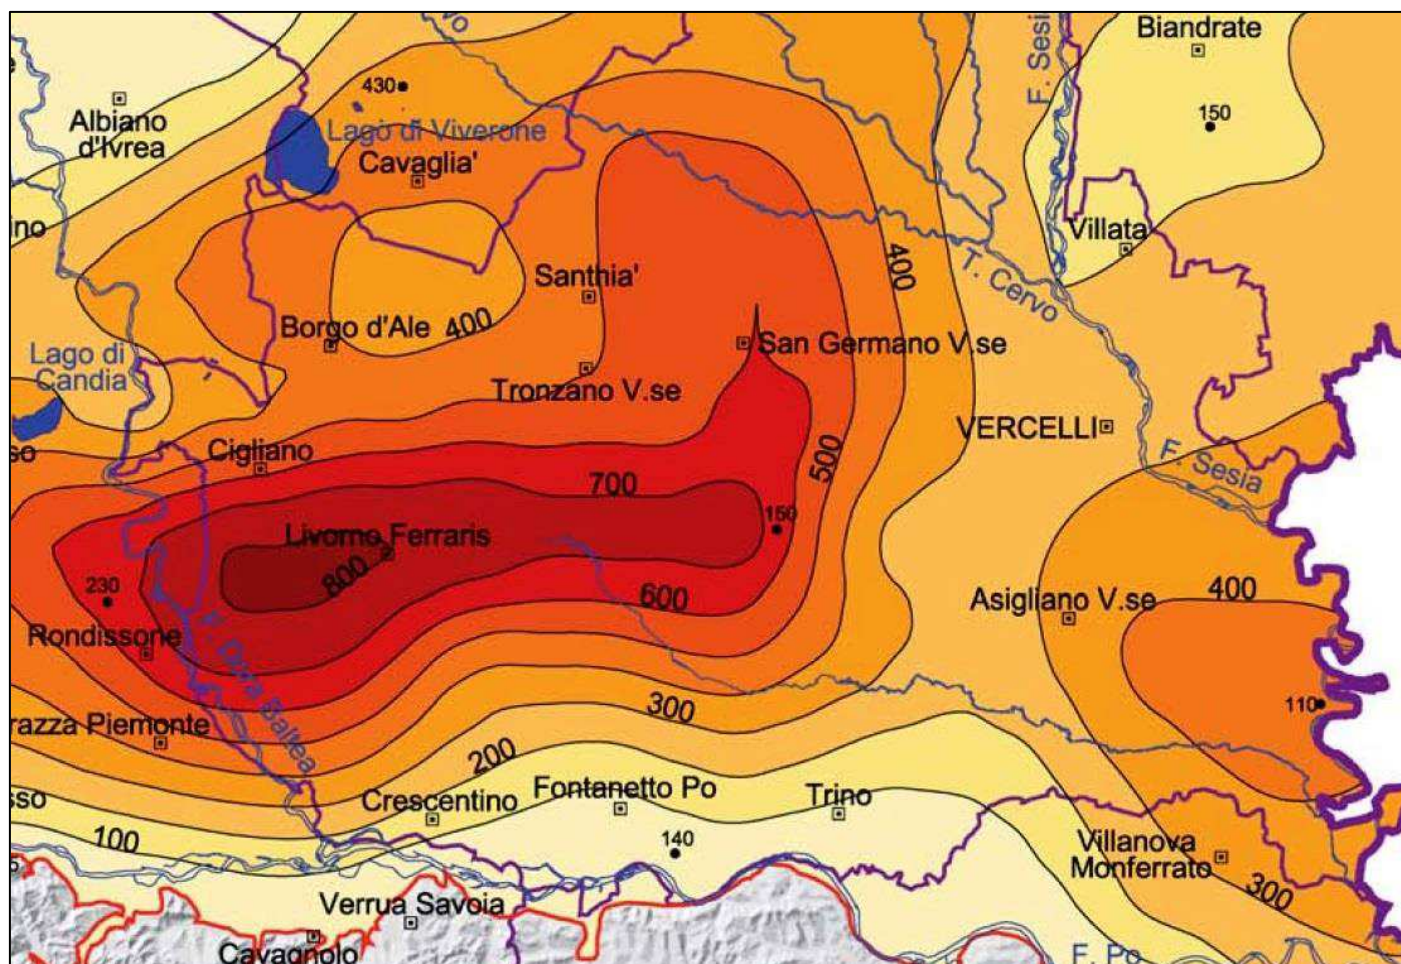 Biandrate
F. Sesia
430
Albiano
d'Ivrea
Lago di Viverone
Cavaglia'
150
Villata
400
T. Cervo
Santhia'
Borgo d'Ale
400
San Germano V.se
Lago di
Candia
Tronzano V.se
VERCELLI
Cigliano
500
F. Sesia
700
150
Livorno Ferraris
800
600
230
Asigliano V.se
400
Rondissone
F. Dora Baltea
300
110
razza Piemonte
200
Fontanetto Po
Trino
Crescentino
100
140
Villanova
Monferrato
300
Verrua Savoia
Cavagnolo
F. Po